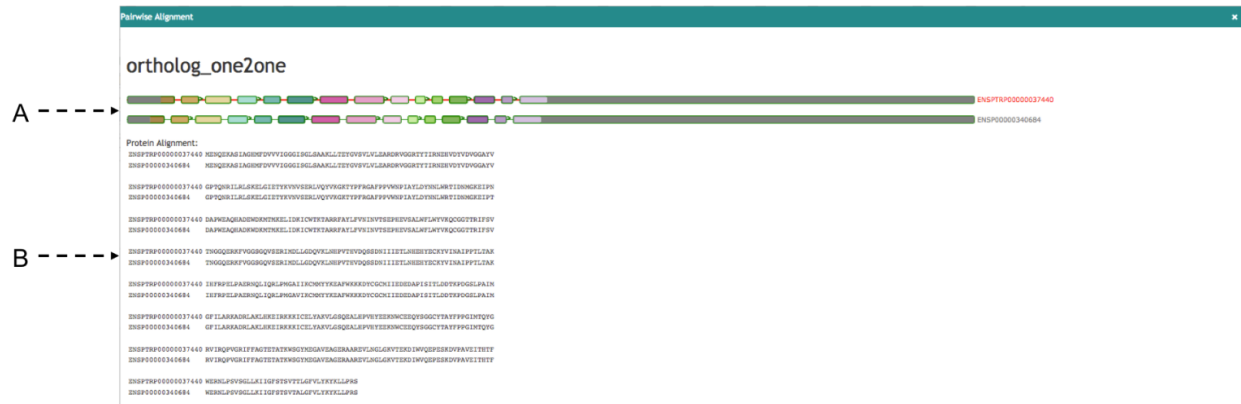 Pairwise Alignment
×
ortholog_one2one
A
ENSPTRP00000037440
ENSP00000340684
Protein Alignment:
ENSPTRP00000037440 MENQEKASIAGHMFDVVVIGGGISGLSAAKLLTEYGVSVLVLEARDRVGGRTYTIRNEHVDYVDVGGAYV
ENSP00000340684 MENQEKASIAGHMFDVVVIGGGISGLSAAKLLTEYGVSVLVLEARDRVGGRTYTIRNEHVDYVDVGGAYV
ENSPTRP00000037440 GPTQNRILRLSKELGIETYKVNVSERLVQYVKGKTYPFRGAFPPVWNPIAYLDYNNLWRTIDNMGKEIPN
ENSP00000340684 GPTQNRILRLSKELGIETYKVNVSERLVQYVKGKTYPFRGAFPPVWNPIAYLDYNNLWRTIDNMGKEIPT
ENSPTRP00000037440 DAPWEAQHADEWDKMTMKELIDKICWTKTARRFAYLFVNINVTSEPHEVSALWFLWYVKQCGGTTRIFSV
ENSP00000340684 DAPWEAQHADKWDKMTMKELIDKICWTKTARRFAYLFVNINVTSEPHEVSALWFLWYVKQCGGTTRIFSV
B
ENSPTRP00000037440 TNGGQERKFVGGSGQVSERIMDLLGDQVKLNHPVTHVDQSSDNIIIETLNHEHYECKYVINAIPPTLTAK
ENSP00000340684 TNGGQERKFVGGSGQVSERIMDLLGDQVKLNHPVTHVDQSSDNIIIETLNHEHYECKYVINAIPPTLTAK
ENSPTRP00000037440 IHFRPELPAERNQLIQRLPMGAIIKCMMYYKEAFWKKKDYCGCMIIEDEDAPISITLDDTKPDGSLPAIM
ENSP00000340684 IHFRPELPAERNQLIQRLPMGAVIKCMMYYKEAFWKKKDYCGCMIIEDEDAPISITLDDTKPDGSLPAIM
ENSPTRP00000037440 GFILARKADRLAKLHKEIRKKKICELYAKVLGSQEALHPVHYEEKNWCEEQYSGGCYTAYFPPGIMTQYG
ENSP00000340684 GFILARKADRLAKLHKEIRKKKICELYAKVLGSQEALHPVHYEEKNWCEEQYSGGCYTAYFPPGIMTQYG
ENSPTRP00000037440 RVIRQPVGRIFFAGTETATKWSGYMEGAVEAGERAAREVLNGLGKVTEKDIWVQEPESKDVPAVEITHTF
ENSP00000340684 RVIRQPVGRIFFAGTETATKWSGYMEGAVEAGERAAREVLNGLGKVTEKDIWVQEPESKDVPAVEITHTF
ENSPTRP00000037440 WERNLPSVSGLLKIIGFSTSVTTLGFVLYKYKLLPRS
ENSP00000340684 WERNLPSVSGLLKIIGFSTSVTALGFVLYKYKLLPRS